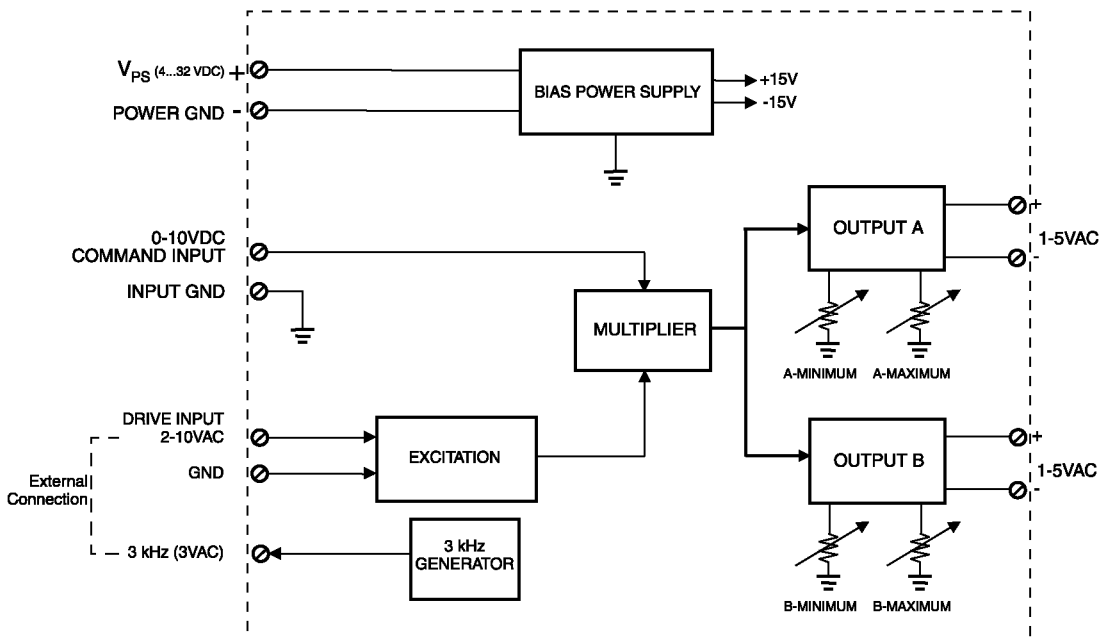 V_PS (4...32 VDC) +
POWER GND -
BIAS POWER SUPPLY
+15V
-15V
0-10VDC
COMMAND INPUT
INPUT GND
MULTIPLIER
OUTPUT A
+
1-5VAC
-
A-MINIMUM
A-MAXIMUM
DRIVE INPUT
2-10VAC
GND
External
Connection
EXCITATION
3 kHz (3VAC)
3 kHz
GENERATOR
OUTPUT B
+
1-5VAC
-
B-MINIMUM
B-MAXIMUM